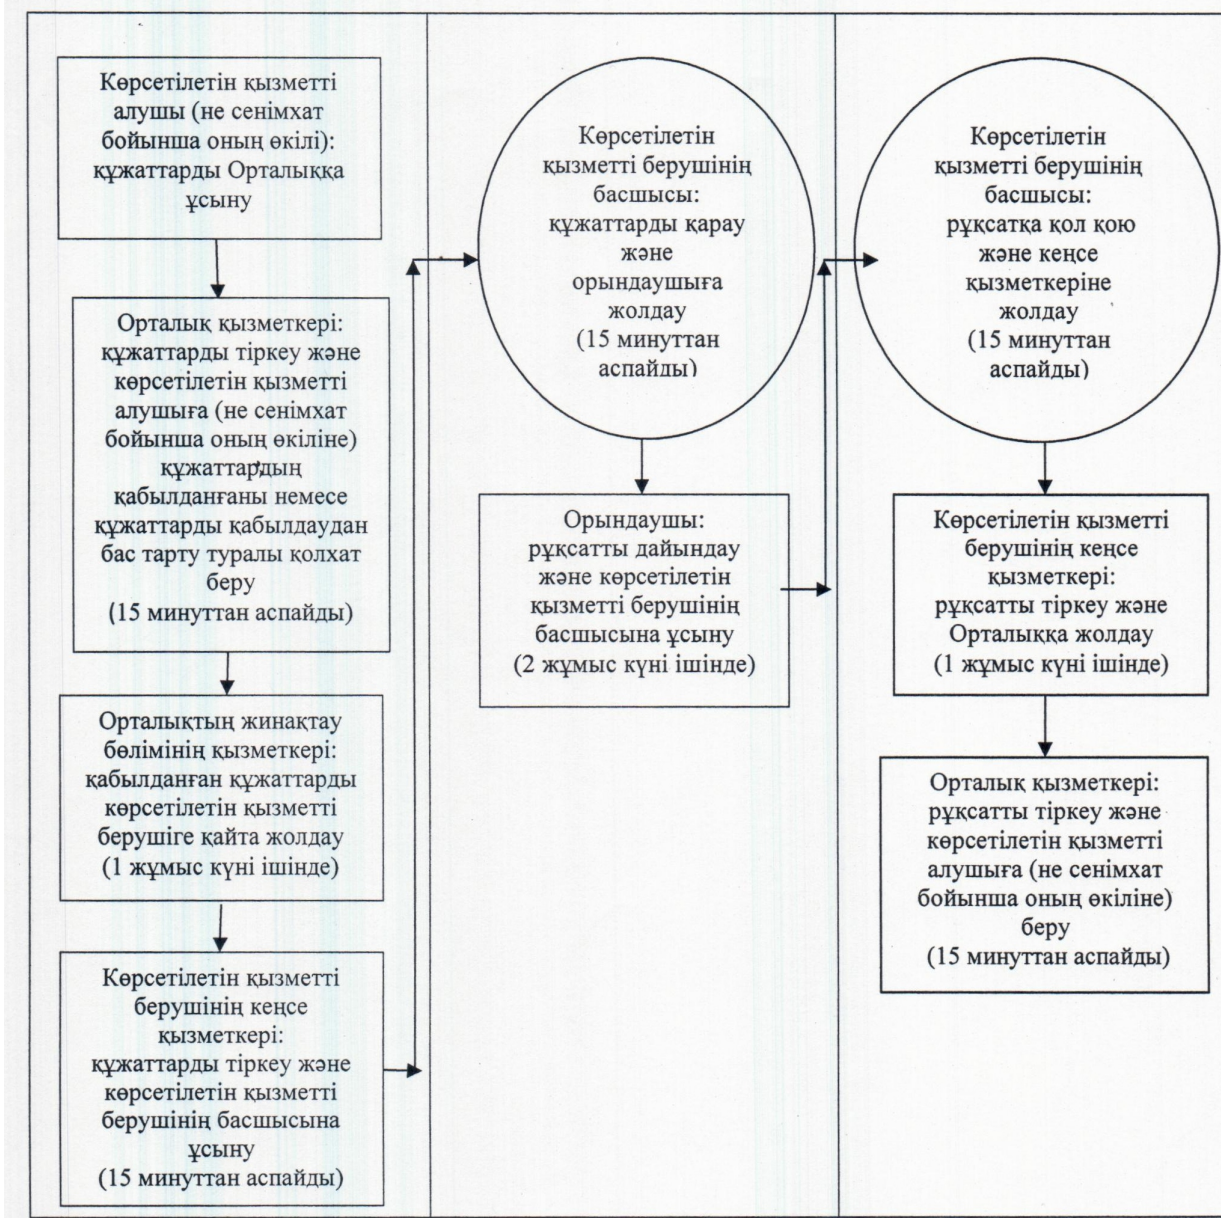 Көрсетілетін қызметті
алушы (не сенімхат
бойынша оның өкілі):
құжаттарды Орталыққа
ұсыну
Орталық қызметкері:
құжаттарды тіркеу және
көрсетілетін қызметті
алушыға (не сенімхат
бойынша оның өкіліне)
құжаттардың
қабылданғаны немесе
құжаттарды қабылдаудан
бас тарту туралы қолхат
беру
(15 минуттан аспайды)
Орталықтың жинақтау
бөлімінің қызметкері:
қабылданған құжаттарды
көрсетілетін қызметті
берушіге қайта жолдау
(1 жұмыс күні ішінде)
Көрсетілетін қызметті
берушінің кеңсе
қызметкері:
құжаттарды тіркеу және
көрсетілетін қызметті
берушінің басшысына
ұсыну
(15 минуттан аспайды)
Көрсетілетін
қызметті берушінің
басшысы:
құжаттарды қарау
және
орындаушыға
жолдау
(15 минуттан
аспайды)
Орындаушы:
рұқсатты дайындау
және көрсетілетін
қызметті берушінің
басшысына ұсыну
(2 жұмыс күні ішінде)
Көрсетілетін
қызметті берушінің
басшысы:
рұқсатқа қол қою
және кеңсе
қызметкеріне
жолдау
(15 минуттан
аспайды)
Көрсетілетін қызметті
берушінің кеңсе
қызметкері:
рұқсатты тіркеу және
Орталыққа жолдау
(1 жұмыс күні ішінде)
Орталық қызметкері:
рұқсатты тіркеу және
көрсетілетін қызметті
алушыға (не сенімхат
бойынша оның өкіліне)
беру
(15 минуттан аспайды)